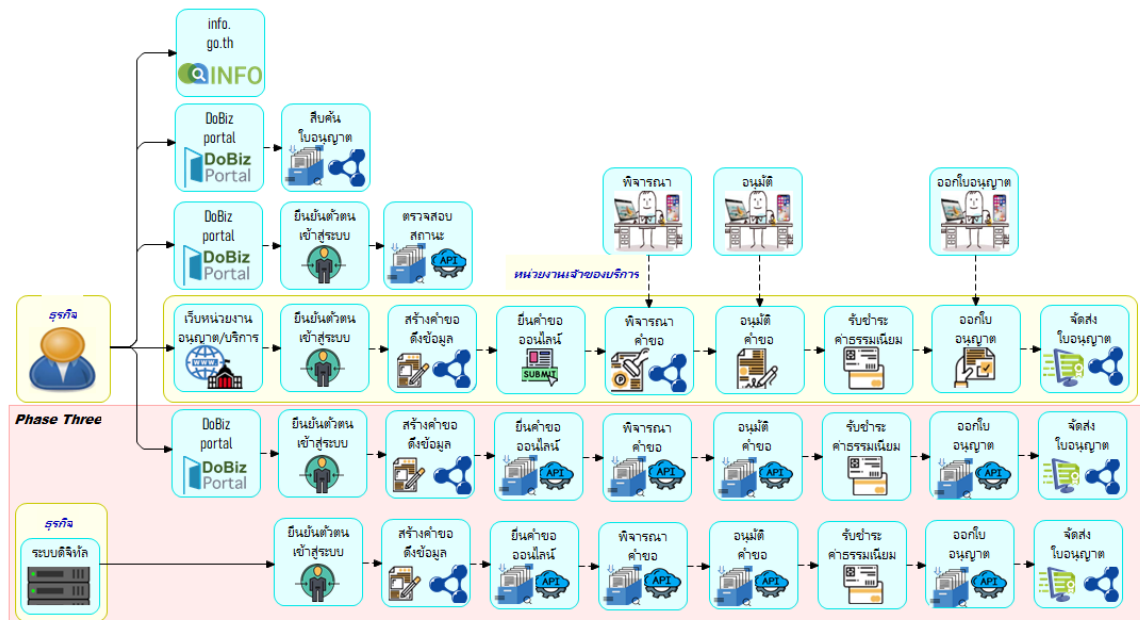 info.
go.th
INFO
DoBiz
portal
DoBiz
Portal
สืบค้น
ใบอนุญาต
DoBiz
portal
DoBiz
Portal
ยืนยันตัวตน
เข้าสู่ระบบ
ตรวจสอบ
สถานะ
API
พิจารณา
อนุมัติ
ออกใบอนุญาต
หน่วยงานเจ้าของบริการ
ธุรกิจ
เว็บหน่วยงาน
อนุญาต/บริการ
WWW
ยืนยันตัวตน
เข้าสู่ระบบ
สร้างคำขอ
ดึงข้อมูล
ยื่นคำขอ
ออนไลน์
SUBMIT
พิจารณา
คำขอ
อนุมัติ
คำขอ
รับชำระ
ค่าธรรมเนียม
ออกใบ
อนุญาต
จัดส่ง
ใบอนุญาต
Phase Three
DoBiz
portal
DoBiz
Portal
ยืนยันตัวตน
เข้าสู่ระบบ
สร้างคำขอ
ดึงข้อมูล
ยื่นคำขอ
ออนไลน์
API
พิจารณา
คำขอ
API
อนุมัติ
คำขอ
API
รับชำระ
ค่าธรรมเนียม
ออกใบ
อนุญาต
API
จัดส่ง
ใบอนุญาต
ธุรกิจ
ระบบดิจิทัล
ยืนยันตัวตน
เข้าสู่ระบบ
สร้างคำขอ
ดึงข้อมูล
ยื่นคำขอ
ออนไลน์
API
พิจารณา
คำขอ
API
อนุมัติ
คำขอ
API
รับชำระ
ค่าธรรมเนียม
ออกใบ
อนุญาต
API
จัดส่ง
ใบอนุญาต